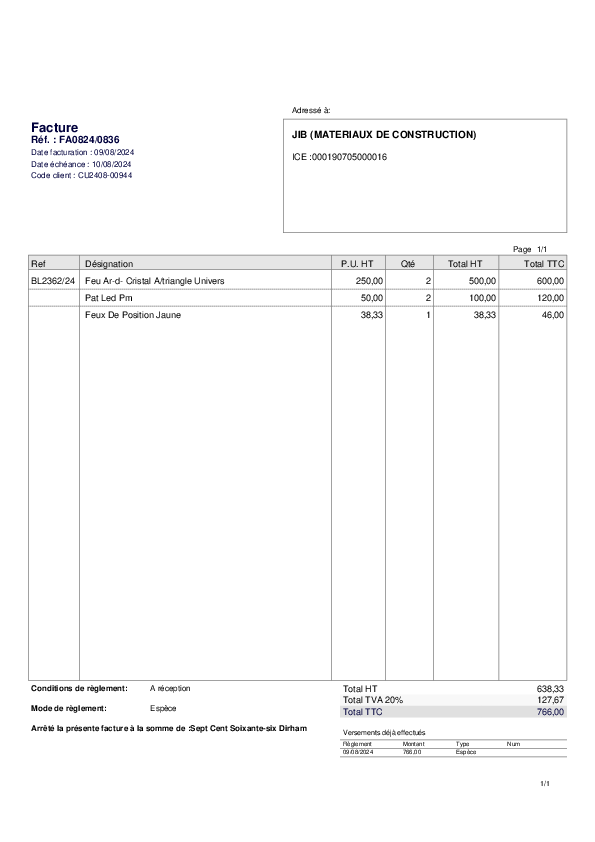 Adressé à:
Facture
Réf. : FA0824/0836
Date facturation : 09/08/2024
Date échéance : 10/08/2024
Code client : CU2408-00944
JIB (MATERIAUX DE CONSTRUCTION)
ICE :000190705000016
Page 1/1
Ref Désignation P.U. HT Qté Total HT Total TTC
BL2362/24 Feu Ar-d- Cristal A/triangle Univers 250,00 2 500,00 600,00
Pat Led Pm 50,00 2 100,00 120,00
Feux De Position Jaune 38,33 1 38,33 46,00
Conditions de règlement: A réception
Mode de règlement: Espèce
Arrêté la présente facture à la somme de :Sept Cent Soixante-six Dirham
Total HT 638,33
Total TVA 20% 127,67
Total TTC 766,00
Versements déjà effectués
Règlement Montant Type Num
09/08/2024 766,00 Espèce
1/1